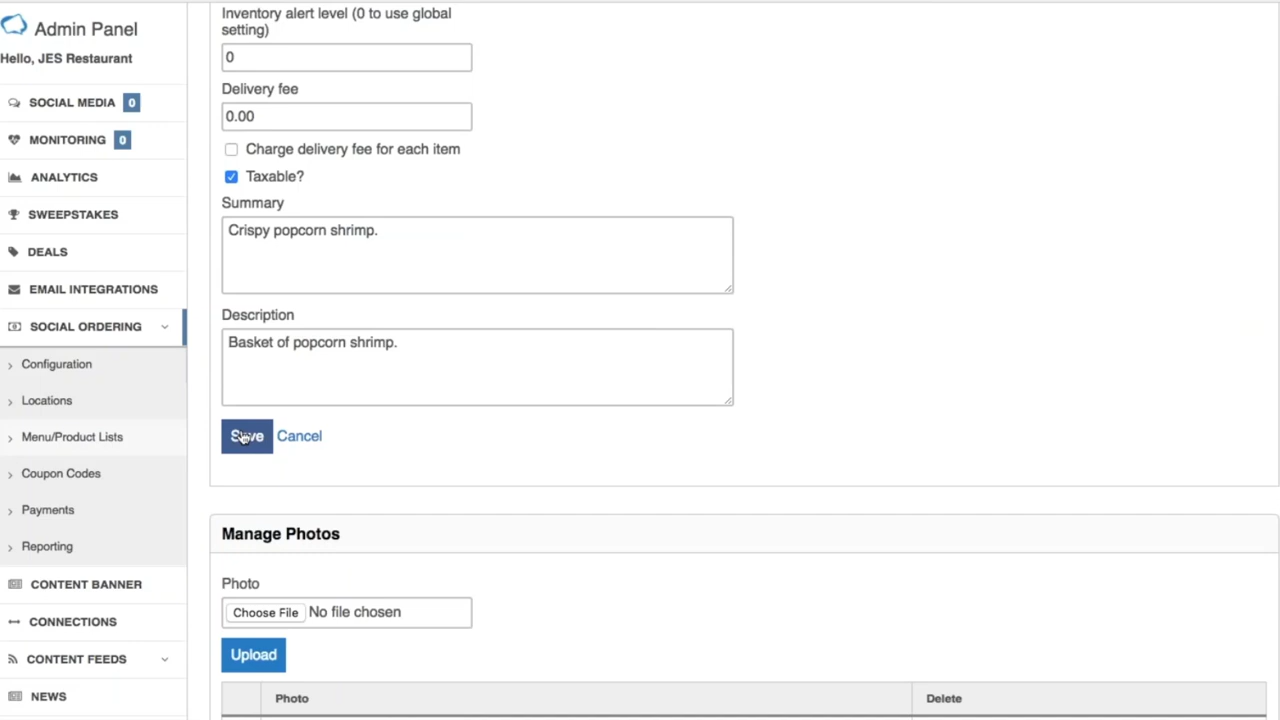 Admin Panel
Hello, JES Restaurant
SOCIAL MEDIA 0
MONITORING 0
ANALYTICS
SWEEPSTAKES
DEALS
EMAIL INTEGRATIONS
SOCIAL ORDERING
Configuration
Locations
Menu/Product Lists
Coupon Codes
Payments
Reporting
CONTENT BANNER
CONNECTIONS
CONTENT FEEDS
NEWS
Inventory alert level (0 to use global
setting)
0
Delivery fee
0.00
Charge delivery fee for each item
Taxable?
Summary
Crispy popcorn shrimp.
Description
Basket of popcorn shrimp.
Save Cancel
Manage Photos
Photo
Choose File No file chosen
Upload
Photo Delete